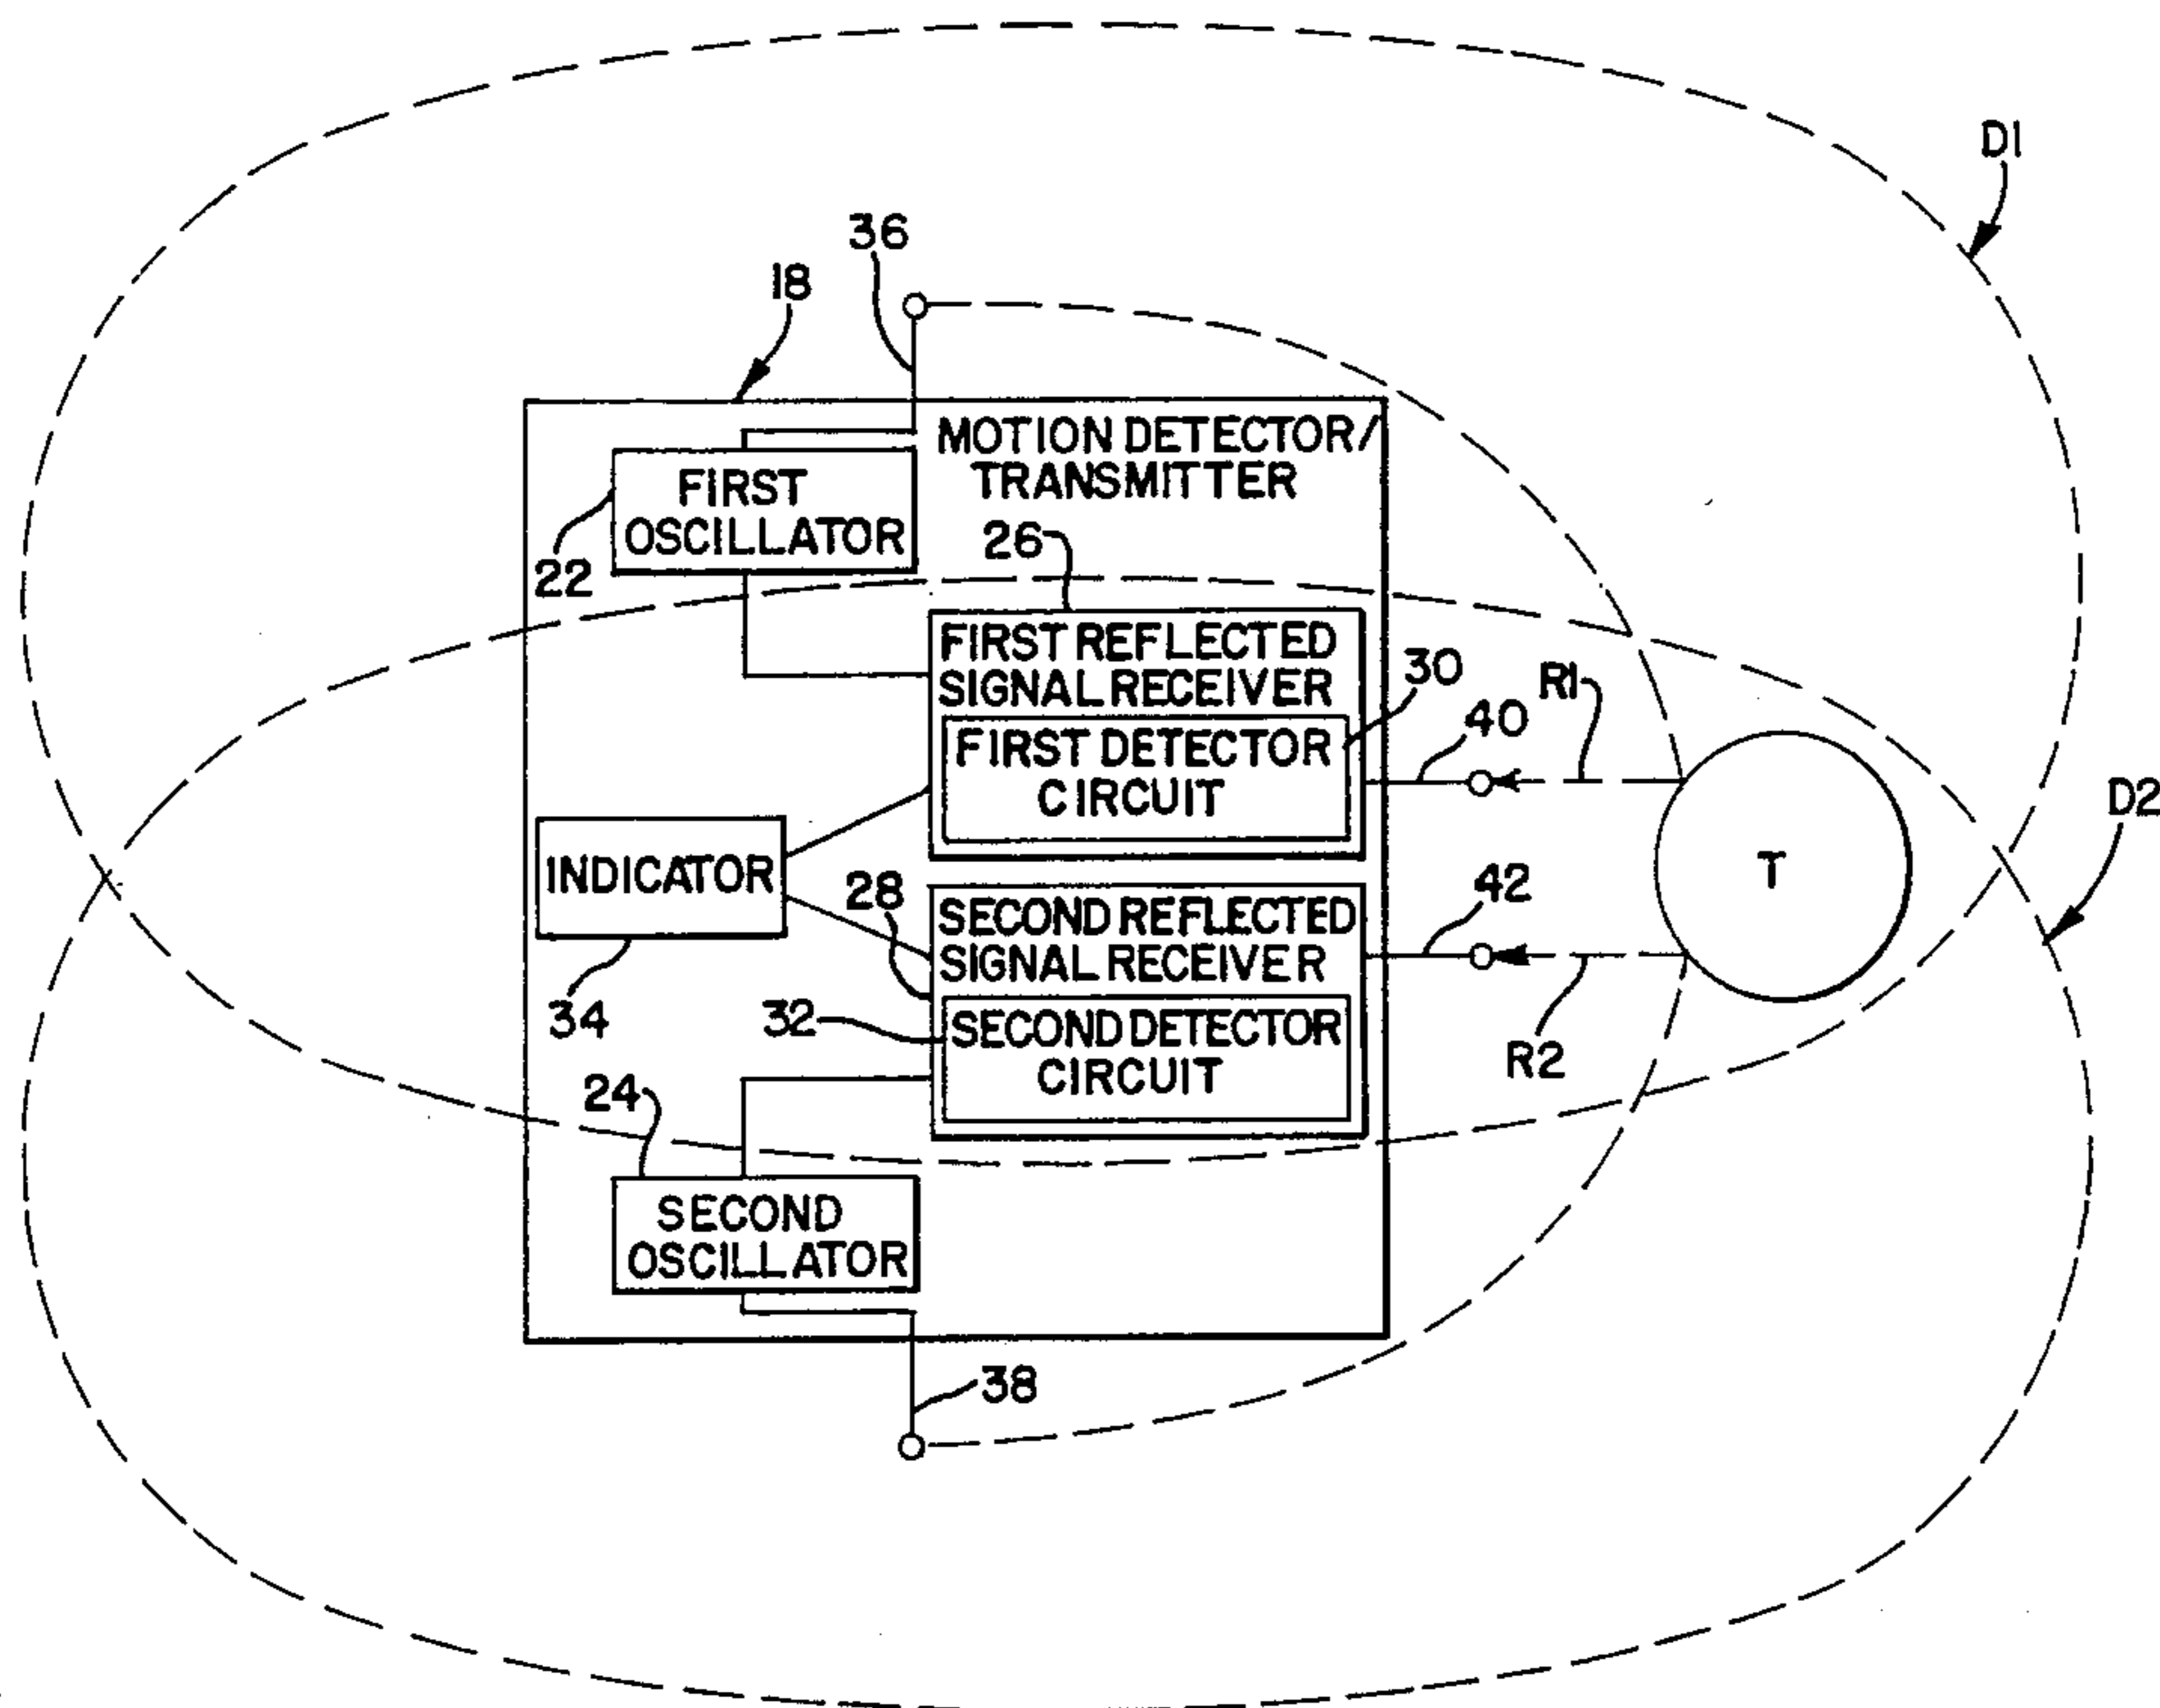 D1
36
18
MOTION DETECTOR/
TRANSMITTER
FIRST
OSCILLATOR
22
26
FIRST REFLECTED
SIGNAL RECEIVER
30
R1
40
FIRST DETECTOR
CIRCUIT
D2
T
INDICATOR
28
42
SECOND REFLECTED
SIGNAL RECEIVER
34
32
SECOND DETECTOR
CIRCUIT
R2
24
SECOND
OSCILLATOR
38